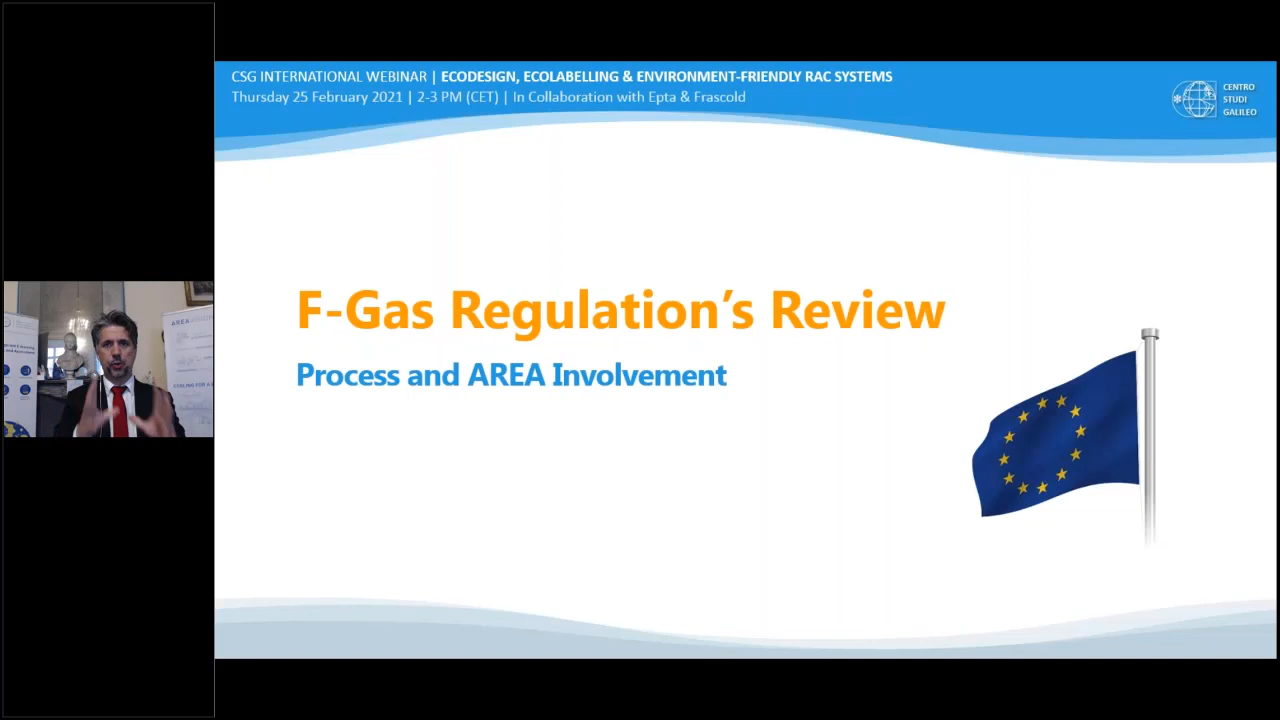 CSG INTERNATIONAL WEBINAR | ECODESIGN, ECOLABELLING & ENVIRONMENT-FRIENDLY RAC SYSTEMS
Thursday 25 February 2021 | 2-3 PM (CET) | In Collaboration with Epta & Frascold
CENTRO
STUDI
GALILEO
F-Gas Regulation’s Review
Process and AREA Involvement
AREA